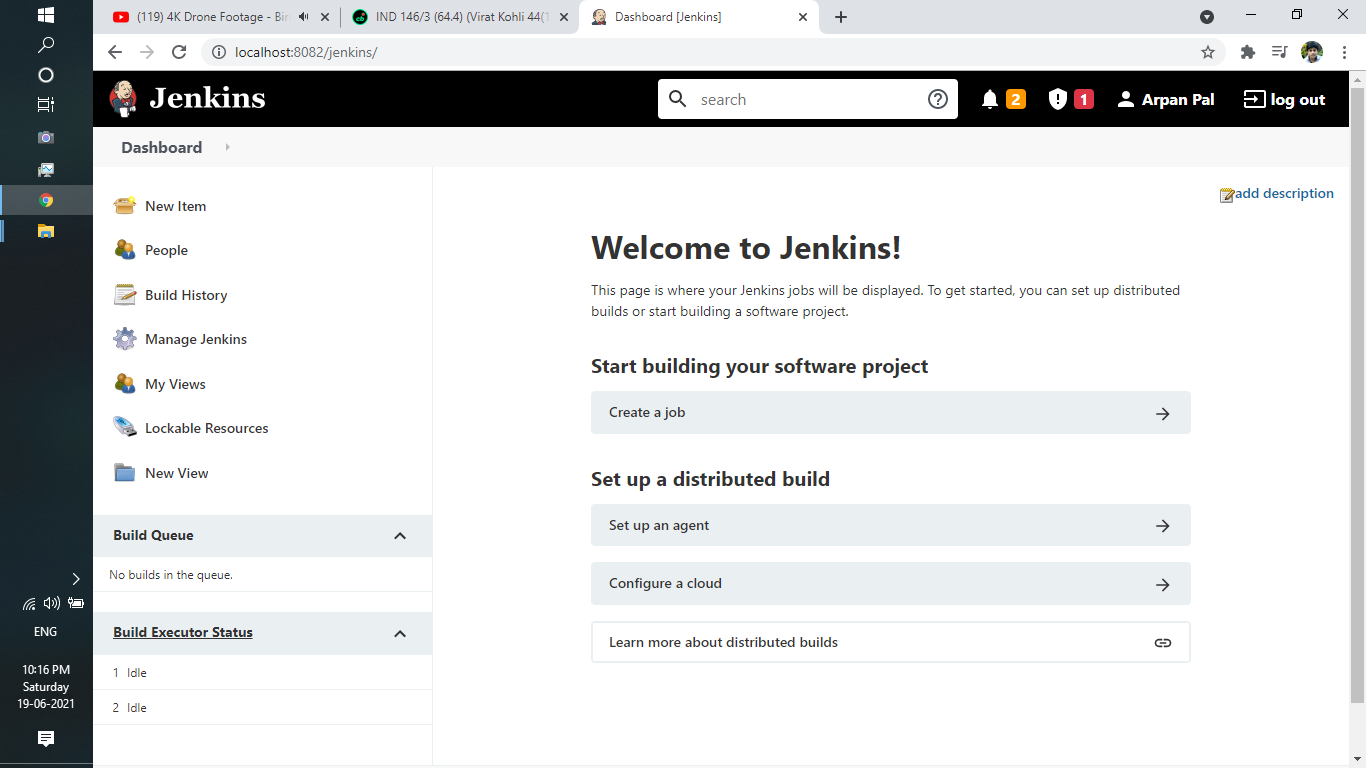 (119) 4K Drone Footage - Bir
IND 146/3 (64.4) (Virat Kohli 44(1
Dashboard [Jenkins]
localhost:8082/jenkins/
Jenkins
search
2
1
Arpan Pal
log out
Dashboard
add description
New Item
People
Build History
Manage Jenkins
My Views
Lockable Resources
New View
Build Queue
No builds in the queue.
Build Executor Status
1 Idle
2 Idle
Welcome to Jenkins!
This page is where your Jenkins jobs will be displayed. To get started, you can set up distributed
builds or start building a software project.
Start building your software project
Create a job
Set up a distributed build
Set up an agent
Configure a cloud
Learn more about distributed builds
ENG
10:16 PM
Saturday
19-06-2021